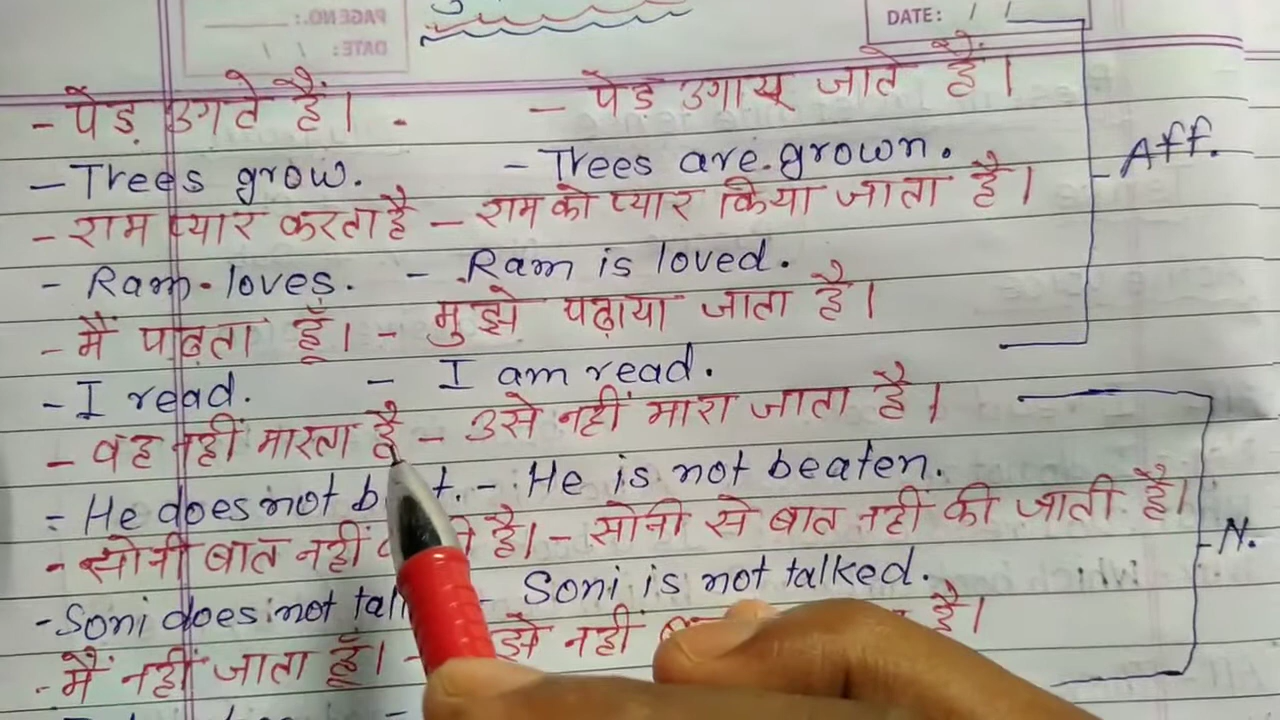 PAGE NO.:
DATE: / /
DATE: / /
- पेड़ उगते हैं। - पेड़ उगाए जाते हैं।
- Trees grow. - Trees are grown.
Aff.
- राम प्यार करता है - राम को प्यार किया जाता है।
- Ram loves. - Ram is loved.
- मैं पढ़ता हूँ। - मुझे पढ़ाया जाता है।
- I read. - I am read.
- वह नहीं मारता है - उसे नहीं मारा जाता है।
- He does not - He is not beaten.
- सोनी बात नहीं है। - सोनी से बात नहीं की जाती है।
N.
- Soni does not - Soni is not talked.
- मैं नहीं जाता हूँ। - नहीं है।